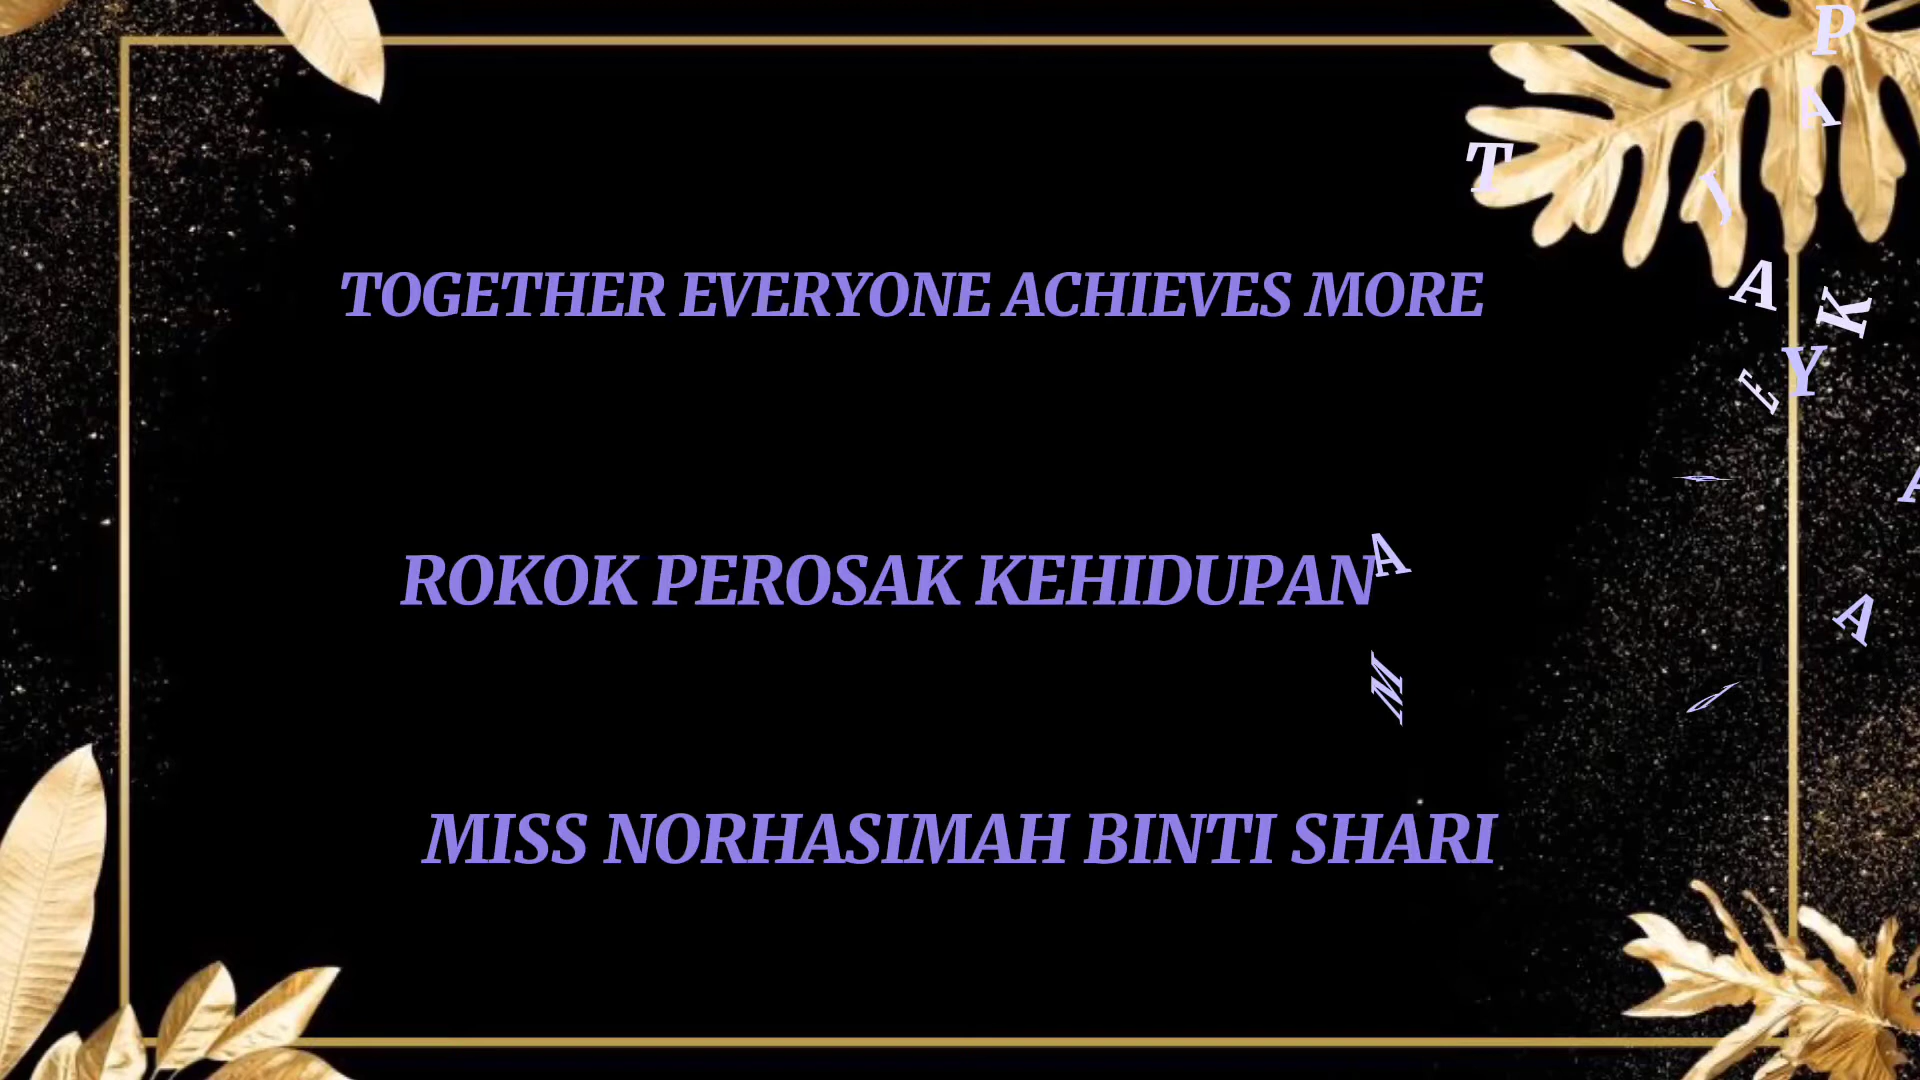 TOGETHER EVERYONE ACHIEVES MORE
ROKOK PEROSAK KEHIDUPAN
MISS NORHASIMAH BINTI SHARI